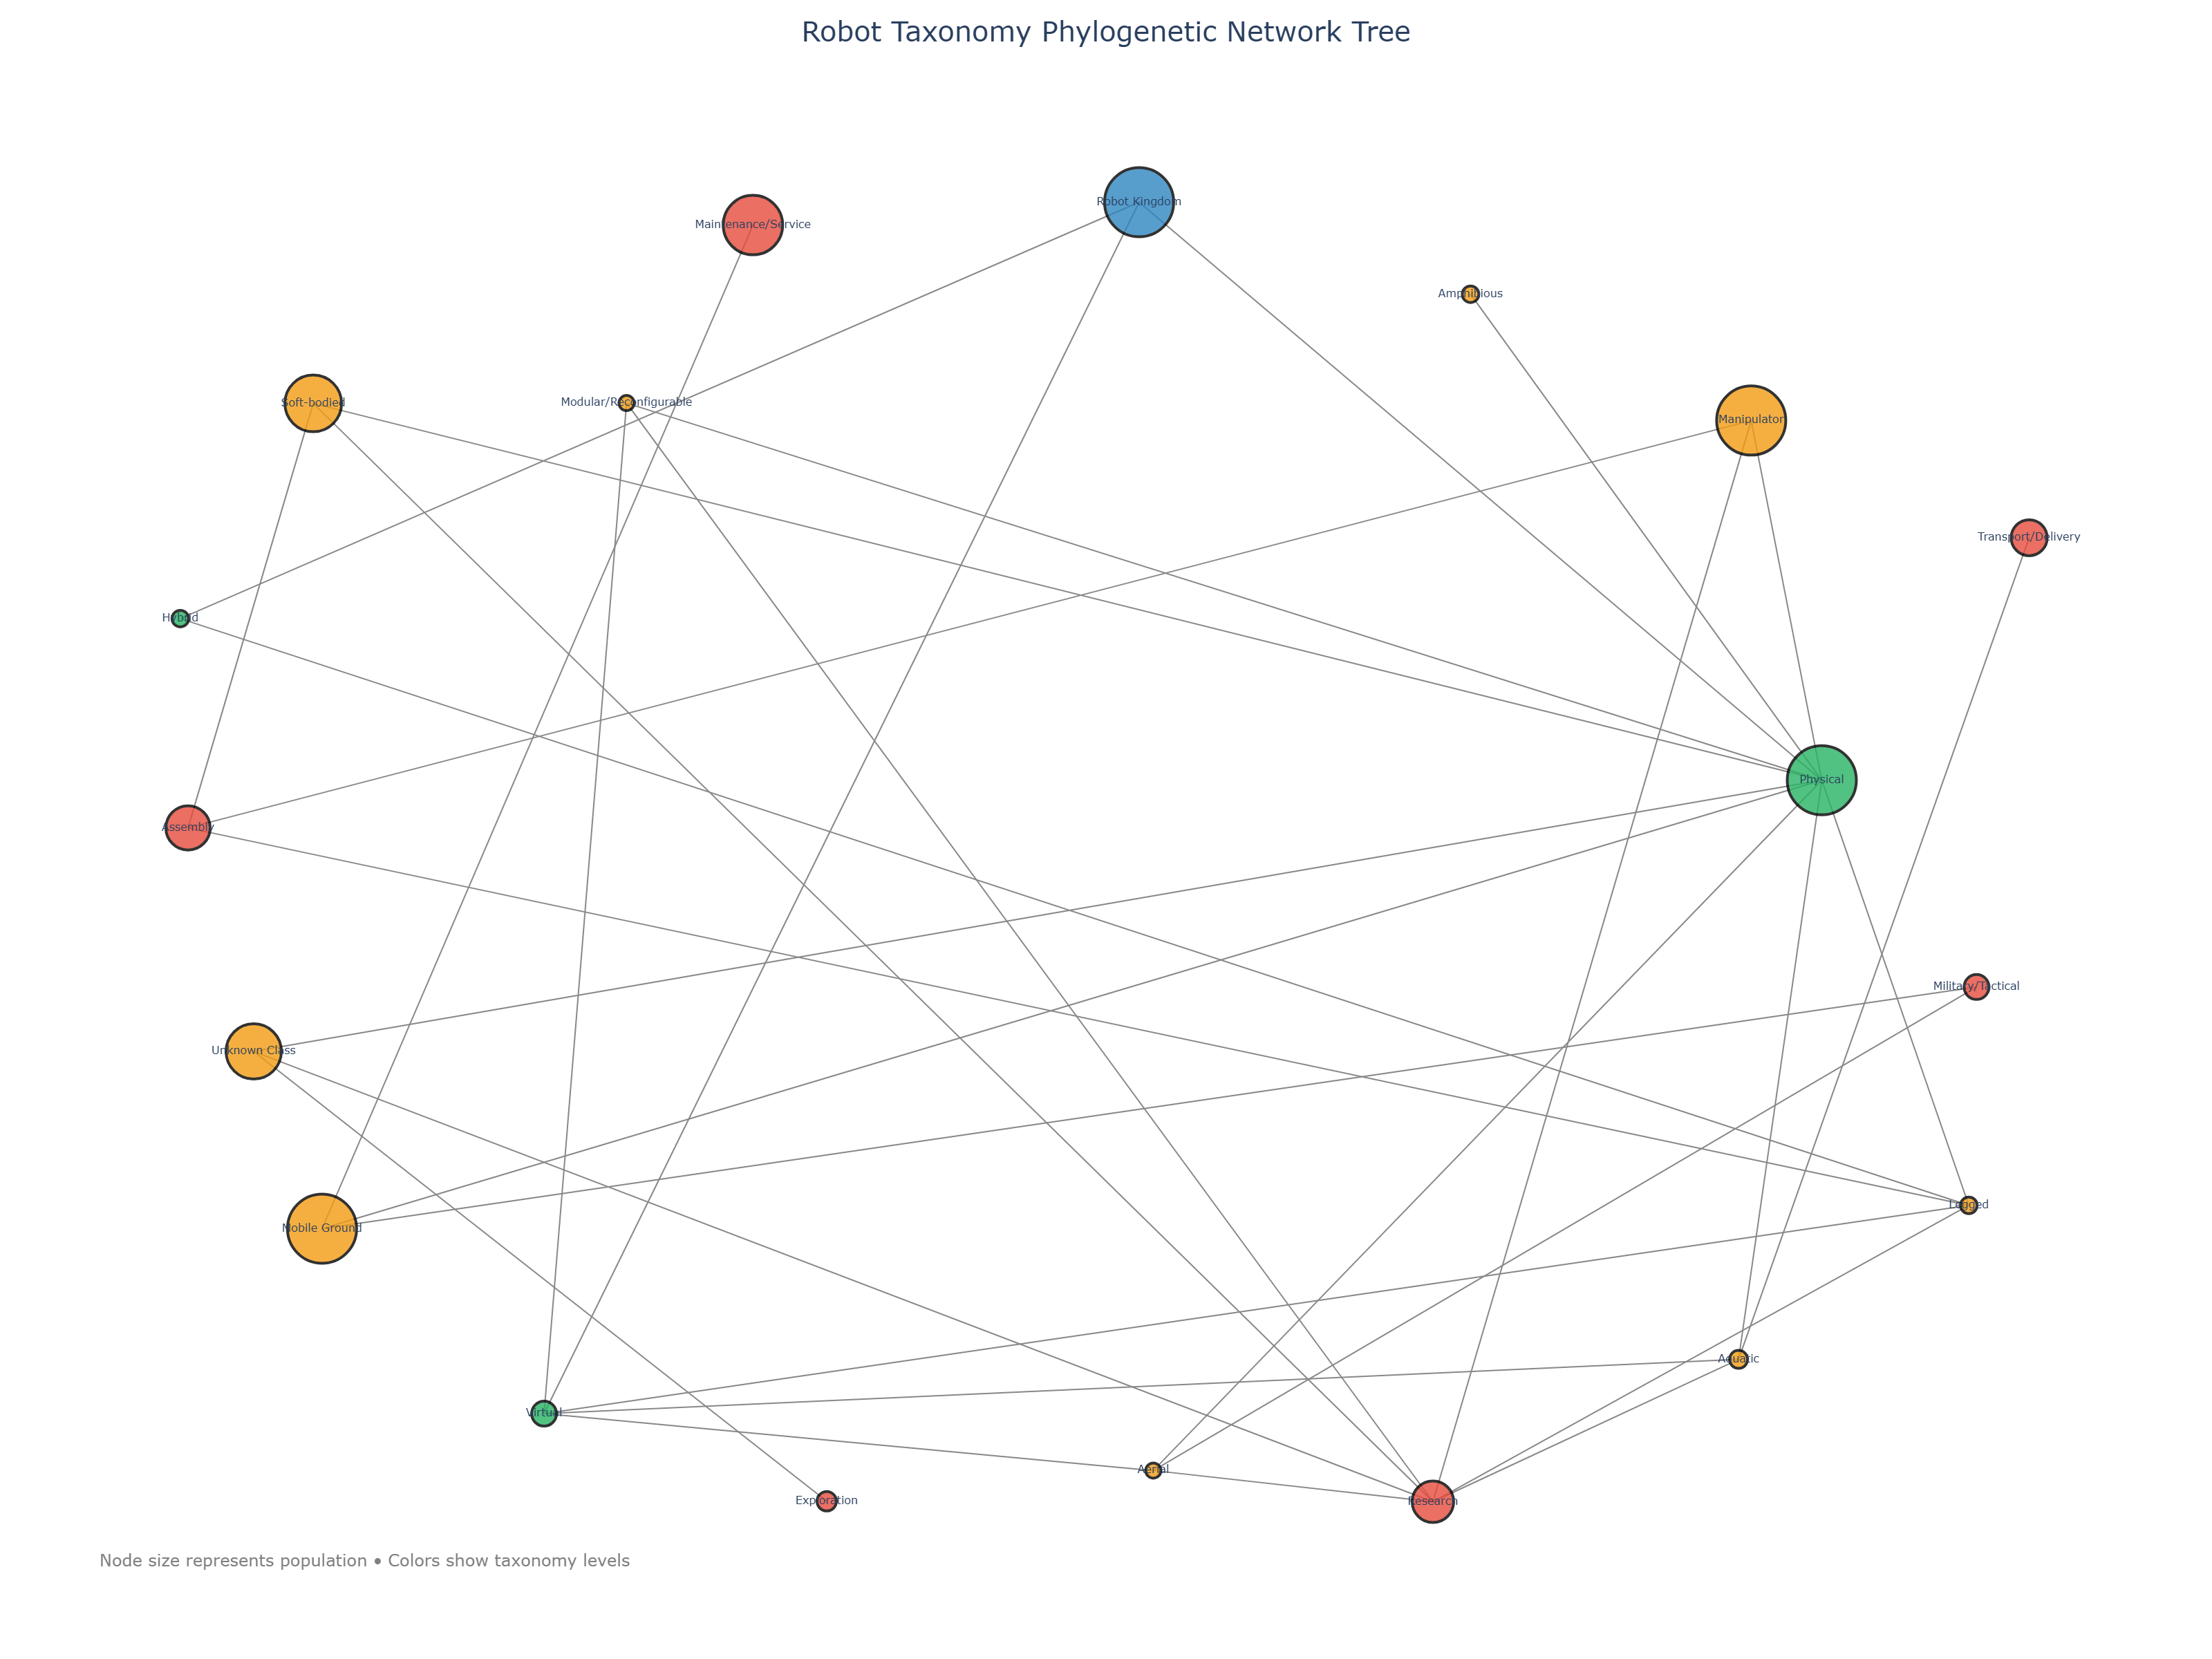 Robot Taxonomy Phylogenetic Network Tree
Robot Kingdom
Maintenance/Service
Amphibious
Soft-bodied
Modular/Reconfigurable
Manipulator
Transport/Delivery
Hybrid
Physical
Assembly
Military/Tactical
Unknown Class
Legged
Mobile Ground
Aquatic
Virtual
Aerial
Exploration
Research
Node size represents population • Colors show taxonomy levels